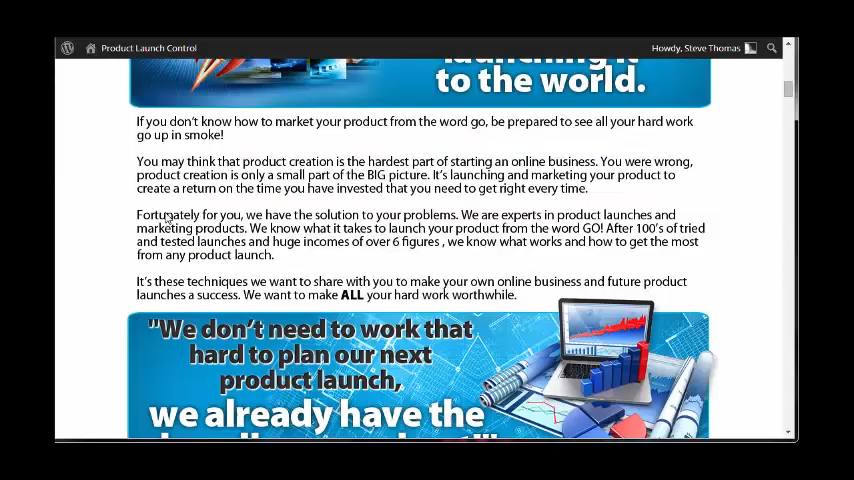 Product Launch Control
Howdy, Steve Thomas
launching it
to the world.
If you don't know how to market your product from the word go, be prepared to see all your hard work
go up in smoke!
You may think that product creation is the hardest part of starting an online business. You were wrong,
product creation is only a small part of the BIG picture. It's launching and marketing your product to
create a return on the time you have invested that you need to get right every time.
Fortunately for you, we have the solution to your problems. We are experts in product launches and
marketing products. We know what it takes to launch your product from the word GO! After 100's of tried
and tested launches and huge incomes of over 6 figures , we know what works and how to get the most
from any product launch.
It's these techniques we want to share with you to make your own online business and future product
launches a success. We want to make ALL your hard work worthwhile.
"We don't need to work that
hard to plan our next
product launch,
we already have the